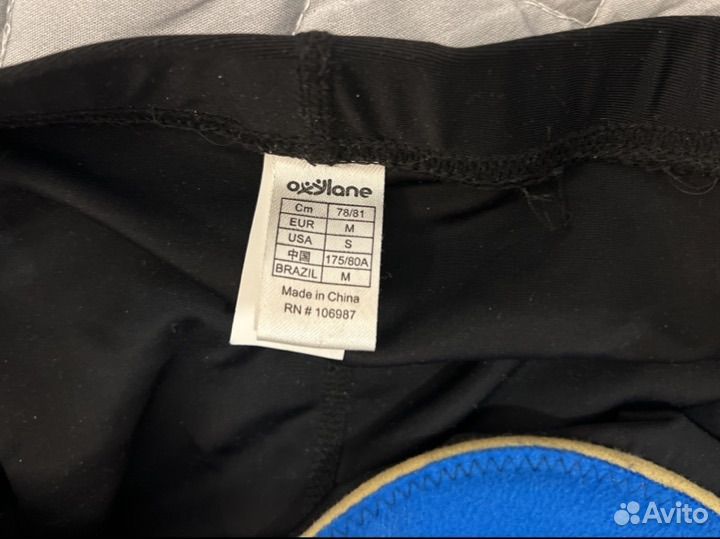 oxylane
Cm 78/81
EUR M
USA S
中国 175/80A
BRAZIL M
Made in China
RN # 106987
Avito